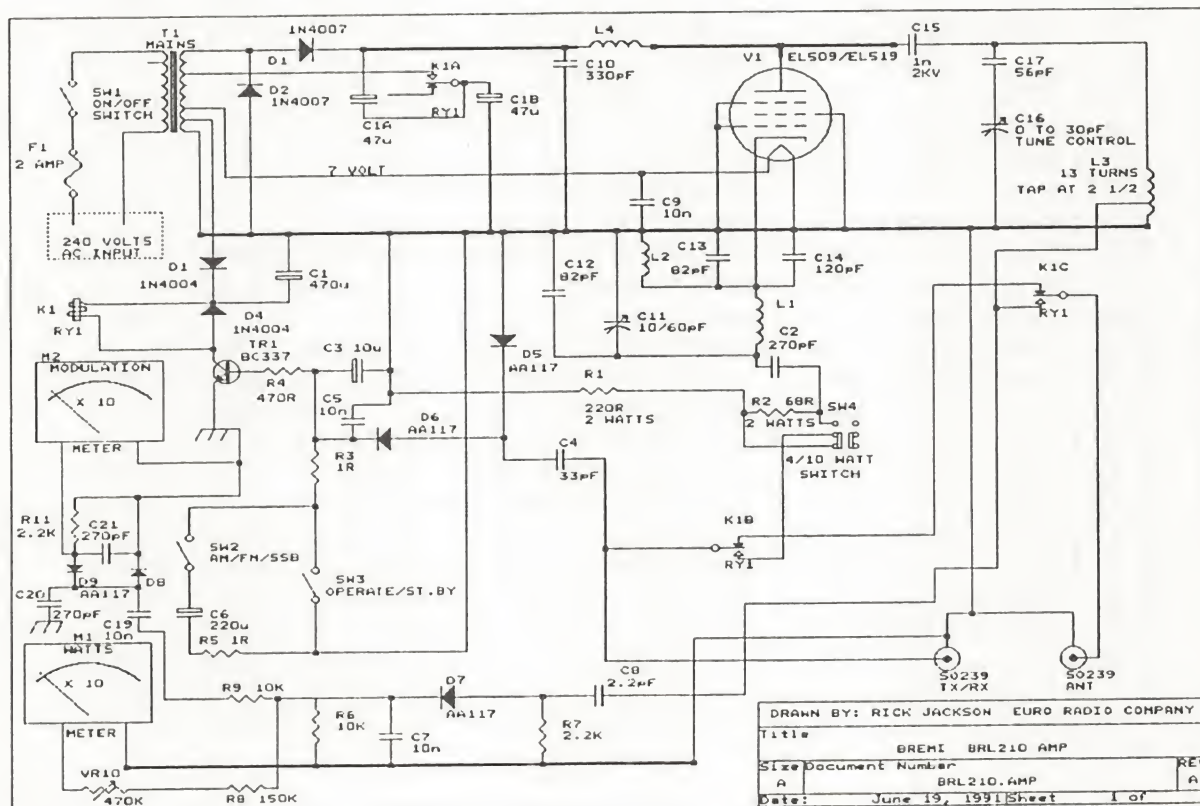 T1
MAINS
1N4007
D1
SW1
ON/OFF
SWITCH
D2
1N4007
K1A
RY1
C1A
47u
C1B
47u
C10
330pF
L4
V1
EL509/EL519
C15
1n
2KV
C17
56pF
C16
0 TO 30pF
TUNE CONTROL
L3
13 TURNS
TAP AT 2 1/2
F1
2 AMP
7 VOLT
240 VOLTS
AC INPUT
C9
10n
L2
C13
82pF
C14
120pF
D1
1N4004
C1
470u
C12
82pF
C11
10/60pF
L1
C2
270pF
K1C
RY1
K1
RY1
D4
1N4004
TR1
BC337
R4
470R
C3 10u
D5
AA117
R1
220R
2 WATTS
R2 68R
2 WATTS
SW4
4/10 WATT
SWITCH
M2
MODULATION
X 10
METER
C5
10n
D6
AA117
R3
1R
C4
33pF
R11
2.2K
C21
270pF
D9
AA117
D8
C20
270pF
C19
10n
SW2
AM/FM/SSB
SW3
OPERATE/ST.BY
C6
220u
R5 1R
K1B
RY1
M1
WATTS
X 10
METER
R9 10K
D7
AA117
C8
2.2pF
R6
10K
C7
10n
R7
2.2K
SO239
TX/RX
SO239
ANT
VR10
470K
R8 150K
DRAWN BY: RICK JACKSON EURO RADIO COMPANY
Title
BREMI BRL210 AMP
Size
A
Document Number
BRL210.AMP
REV
A
Date: June 19, 1991
Sheet 1 of